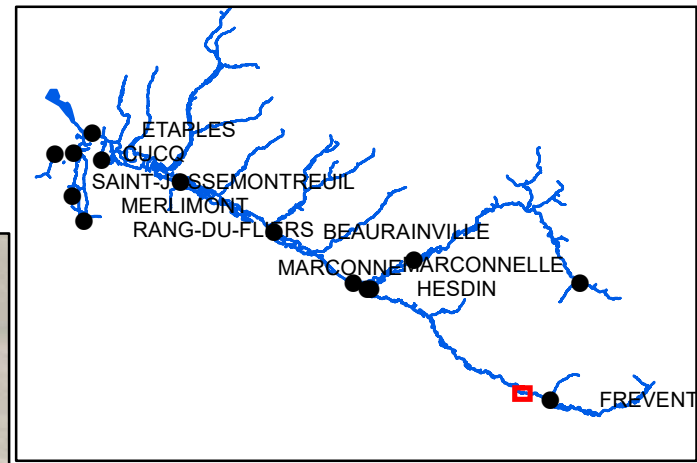 ETAPLES
CUCQ
SAINT-JOSSE
MONTREUIL
MERLIMONT
RANG-DU-FLIERS
BEAURAINVILLE
MARCONNE
MARCONNELLE
HESDIN
FREVENT